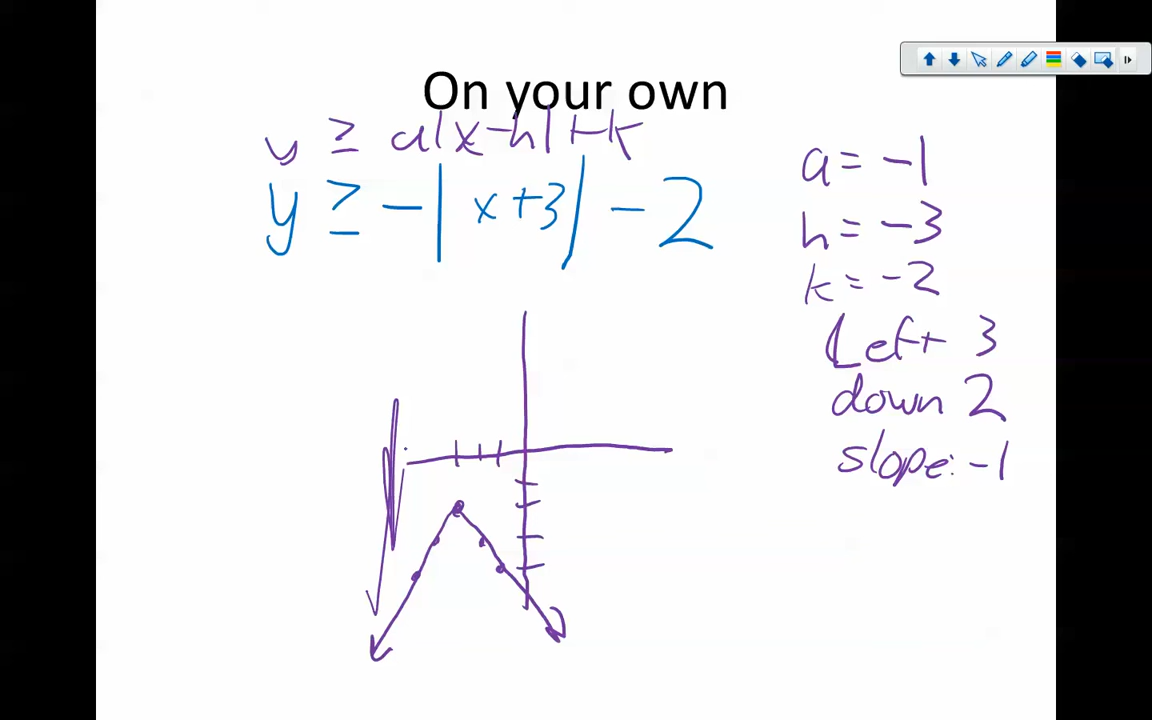 On your own
y ≥ a|x-h|+k
y ≥ -|x+3|-2
a = -1
h = -3
k = -2
Left 3
down 2
slope: -1